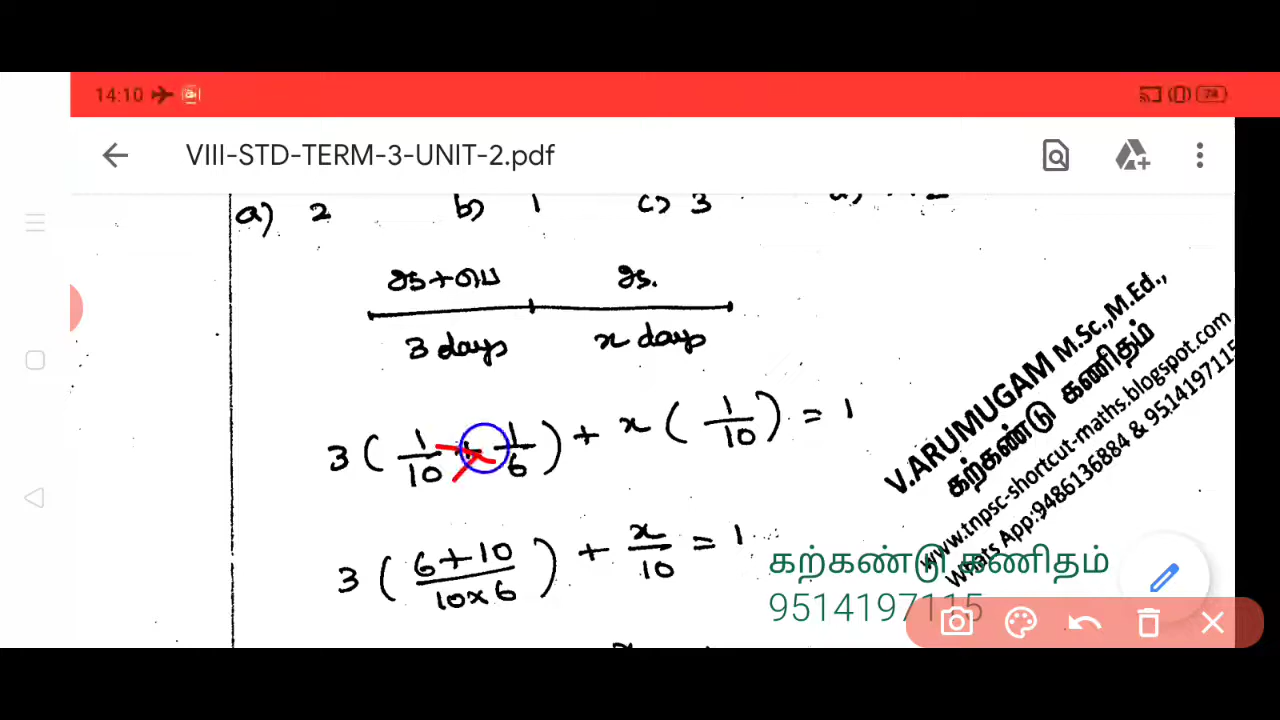 14:10
78
VIII-STD-TERM-3-UNIT-2.pdf
a) 2 b) 1 c) 3
3 days x days
3 ( 1/10 + 1/6 ) + x ( 1/10 ) = 1
3 ( 6+10 / 10×6 ) + x/10 = 1
V.ARUMUGAM M.Sc.,M.Ed.,
கற்கண்டு கணிதம்
www.tnpsc-shortcut-maths.blogspot.com
Whats App:9486136884 & 9514197115
கற்கண்டு கணிதம்
9514197115